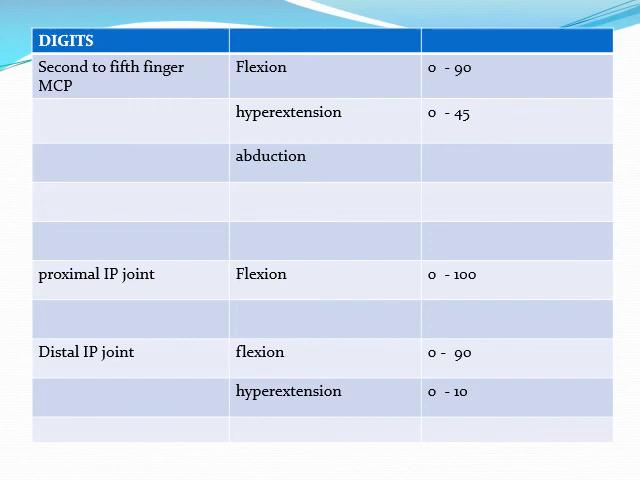 DIGITS
Second to fifth finger MCP Flexion 0 - 90
hyperextension 0 - 45
abduction
proximal IP joint Flexion 0 - 100
Distal IP joint flexion 0 - 90
hyperextension 0 - 10